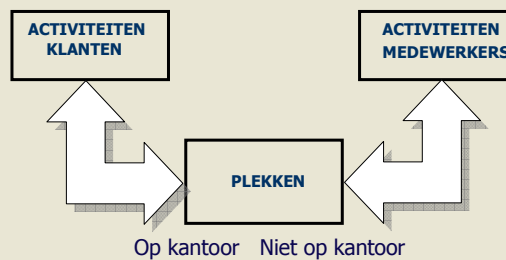 ACTIVITEITEN
KLANTEN
ACTIVITEITEN
MEDEWERKERS
PLEKKEN
Op kantoor Niet op kantoor